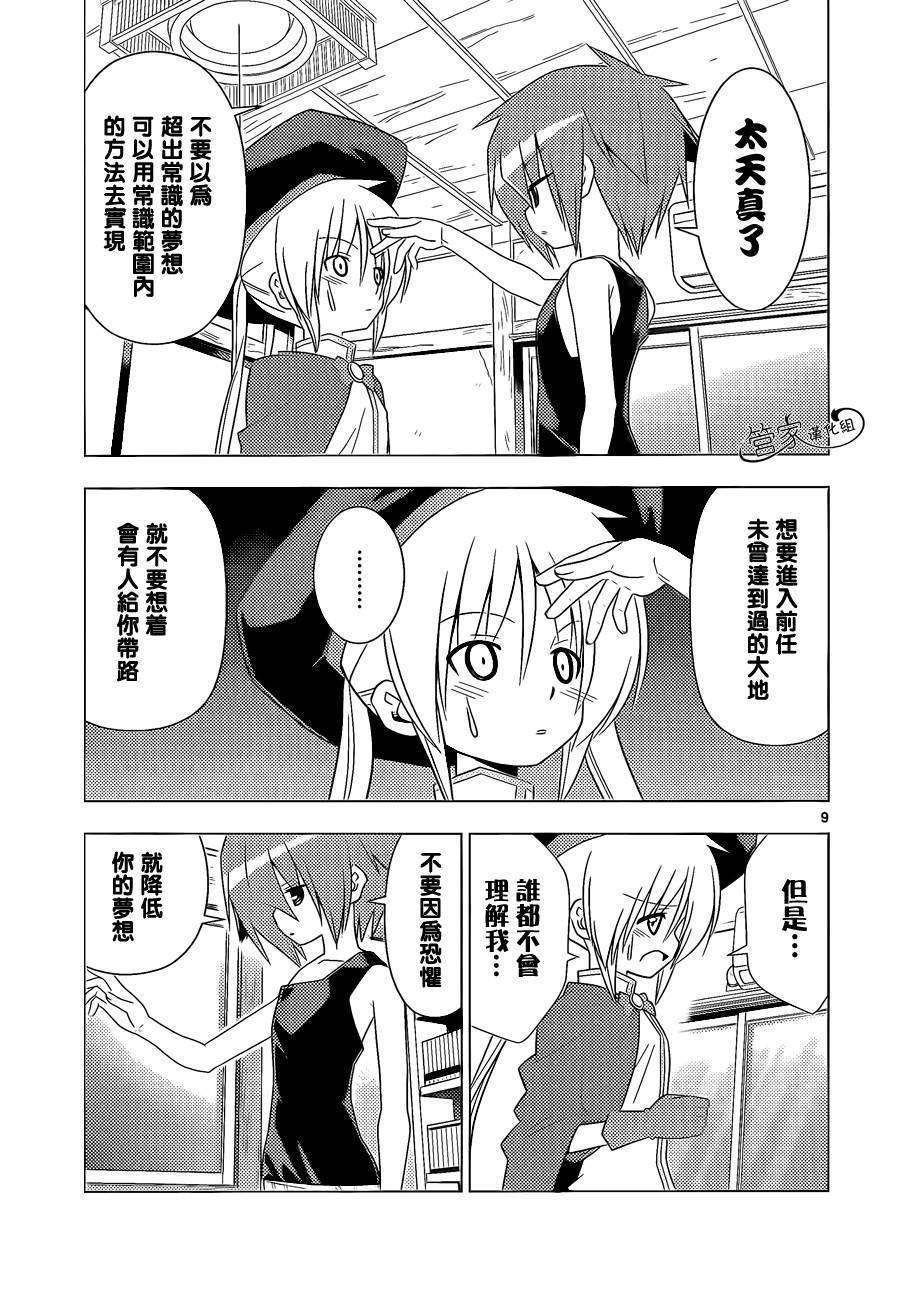 太天真了
不要以為
超出常識的夢想
可以用常識範圍內
的方法去實現
管家漢化組
想要進入前任
未曾達到過的大地
………
就不要想着
會有人給你帶路
9
但是…
誰都不會
理解我…
不要因為恐懼
就降低
你的夢想